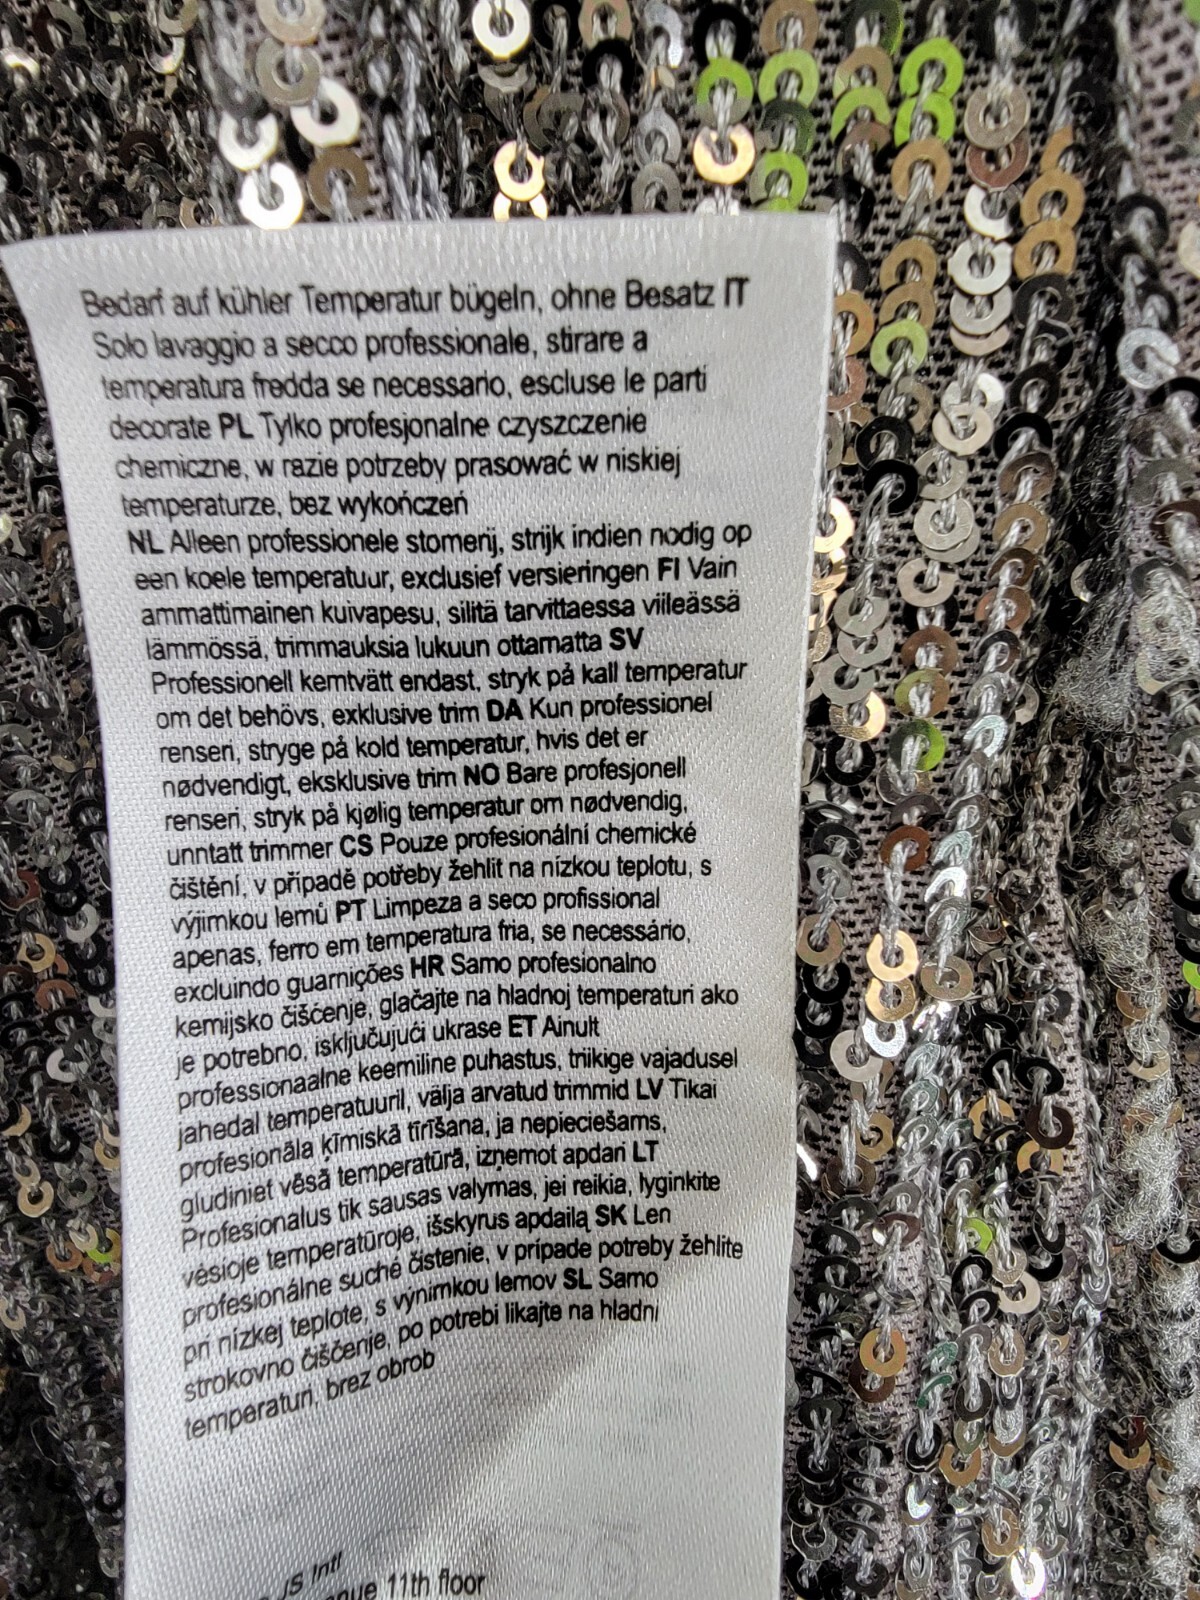 Bedarf auf kühler Temperatur bügeln, ohne Besatz IT
Solo lavaggio a secco professionale, stirare a
temperatura fredda se necessario, escluse le parti
decorate PL Tylko profesjonalne czyszczenie
chemiczne, w razie potrzeby prasować w niskiej
temperaturze, bez wykończeń
NL Alleen professionele stomerij, strijk indien nodig op
een koele temperatuur, exclusief versieringen FI Vain
ammattimainen kuivapesu, silitä tarvittaessa viileässä
lämmössä, trimmauksia lukuun ottamatta SV
Professionell kemtvätt endast, stryk på kall temperatur
om det behövs, exklusive trim DA Kun professionel
renseri, stryge på kold temperatur, hvis det er
nødvendigt, eksklusive trim NO Bare profesjonell
renseri, stryk på kjølig temperatur om nødvendig,
unntatt trimmer CS Pouze profesionální chemické
čištění, v případě potřeby žehlit na nízkou teplotu, s
výjimkou lemů PT Limpeza a seco profissional
apenas, ferro em temperatura fria, se necessário,
excluindo guarnições HR Samo profesionalno
kemijsko čišćenje, glačajte na hladnoj temperaturi ako
je potrebno, isključujući ukrase ET Ainult
professionaalne keemiline puhastus, triikige vajadusel
jahedal temperatuuril, välja arvatud trimmid LV Tikai
profesionāla ķīmiskā tīrīšana, ja nepieciešams,
gludiniet vēsā temperatūrā, izņemot apdari LT
Profesionalus tik sausas valymas, jei reikia, lyginkite
vėsioje temperatūroje, išskyrus apdailą SK Len
profesionálne suché čistenie, v prípade potreby žehlite
pri nízkej teplote, s výnimkou lemov SL Samo
strokovno čiščenje, po potrebi likajte na hladni
temperaturi, brez obrob
JS Intl
nue 11th floor